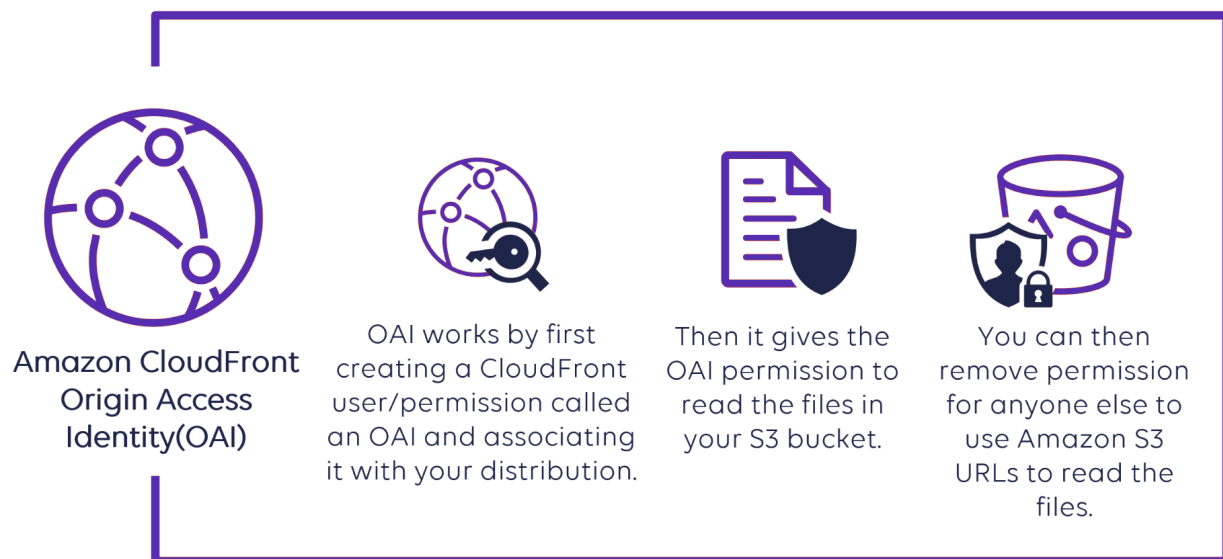 Amazon CloudFront
Origin Access
Identity(OAI)
OAI works by first
creating a CloudFront
user/permission called
an OAI and associating
it with your distribution.
Then it gives the
OAI permission to
read the files in
your S3 bucket.
You can then
remove permission
for anyone else to
use Amazon S3
URLs to read the
files.